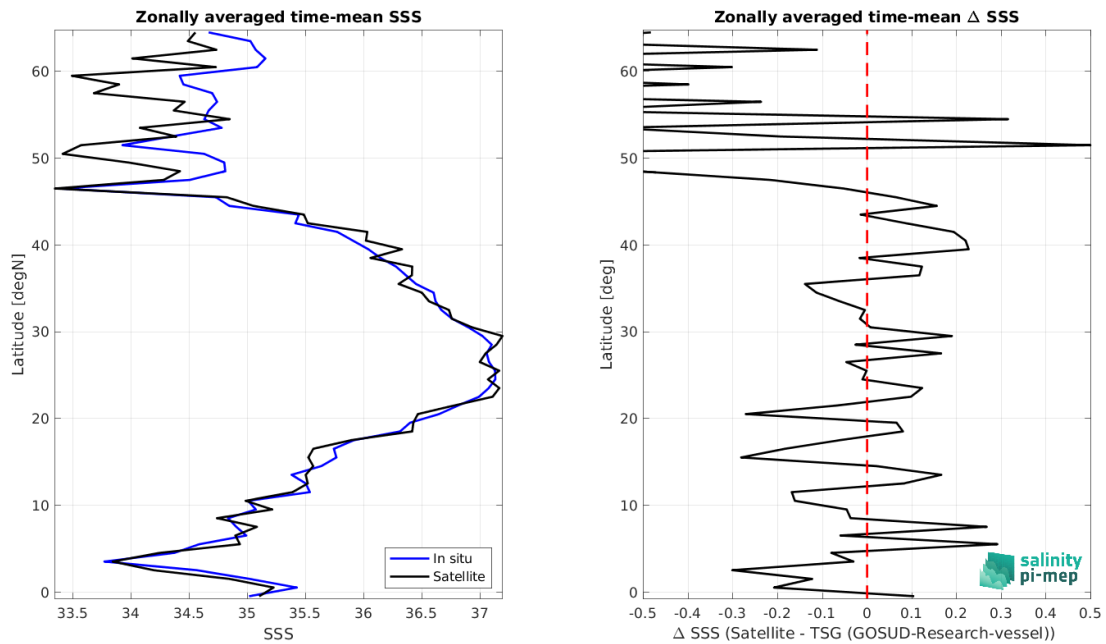 Zonally averaged time-mean SSS
60
50
40
30
20
10
0
Latitude [degN]
33.5 34 34.5 35 35.5 36 36.5 37
SSS
In situ
Satellite
Zonally averaged time-mean Δ SSS
60
50
40
30
20
10
0
Latitude [deg]
-0.5 -0.4 -0.3 -0.2 -0.1 0 0.1 0.2 0.3 0.4 0.5
Δ SSS (Satellite - TSG (GOSUD-Research-vessel))
salinity
pi-mep